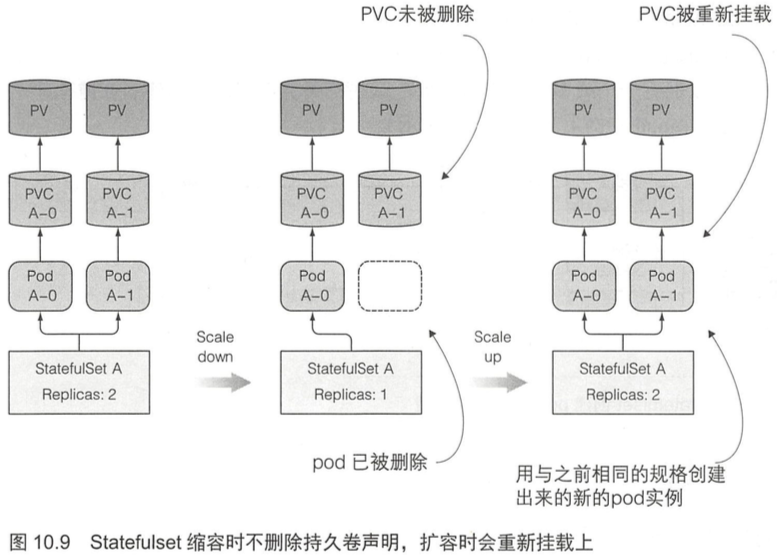 PVC未被删除
PVC被重新挂载
PV
PV
PV
PV
PV
PV
PVC
A-0
PVC
A-1
PVC
A-0
PVC
A-1
PVC
A-0
PVC
A-1
Pod
A-0
Pod
A-1
Pod
A-0
Pod
A-0
Pod
A-1
Scale
down
Scale
up
StatefulSet A
Replicas: 2
StatefulSet A
Replicas: 1
StatefulSet A
Replicas: 2
pod 已被删除
用与之前相同的规格创建
出来的新的pod实例
图 10.9 Statefulset 缩容时不删除持久卷声明，扩容时会重新挂载上